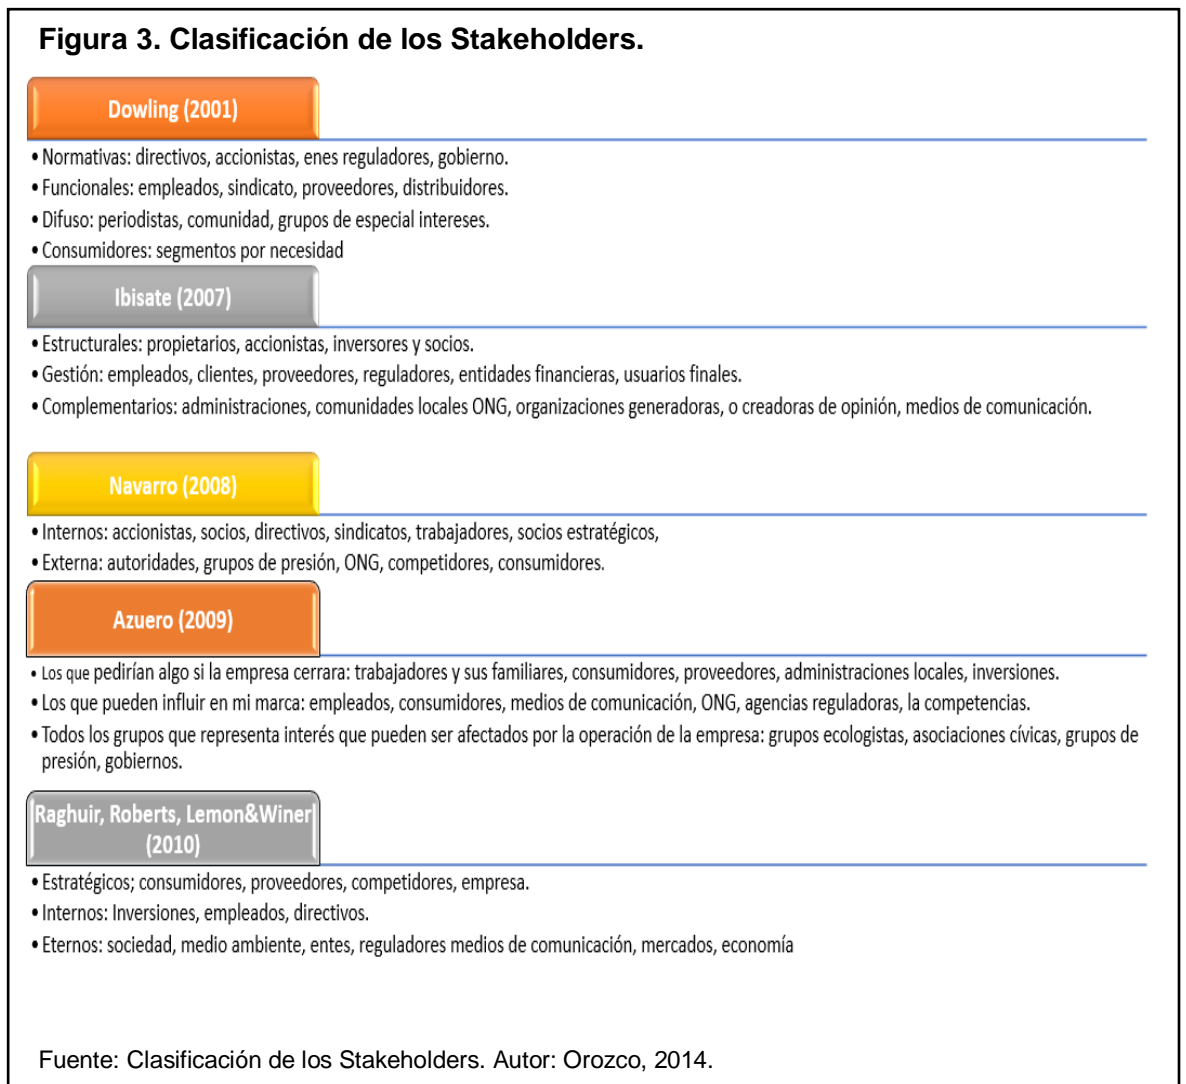 Figura 3. Clasificación de los Stakeholders.
Dowling (2001)
• Normativas: directivos, accionistas, enes reguladores, gobierno.
• Funcionales: empleados, sindicato, proveedores, distribuidores.
• Difuso: periodistas, comunidad, grupos de especial intereses.
• Consumidores: segmentos por necesidad
Ibisate (2007)
• Estructurales: propietarios, accionistas, inversores y socios.
• Gestión: empleados, clientes, proveedores, reguladores, entidades financieras, usuarios finales.
• Complementarios: administraciones, comunidades locales ONG, organizaciones generadoras, o creadoras de opinión, medios de comunicación.
Navarro (2008)
• Internos: accionistas, socios, directivos, sindicatos, trabajadores, socios estratégicos,
• Externa: autoridades, grupos de presión, ONG, competidores, consumidores.
Azuero (2009)
• Los que pedirían algo si la empresa cerrara: trabajadores y sus familiares, consumidores, proveedores, administraciones locales, inversiones.
• Los que pueden influir en mi marca: empleados, consumidores, medios de comunicación, ONG, agencias reguladoras, la competencias.
• Todos los grupos que representa interés que pueden ser afectados por la operación de la empresa: grupos ecologistas, asociaciones cívicas, grupos de
presión, gobiernos.
Raghuir, Roberts, Lemon&Winer
(2010)
• Estratégicos; consumidores, proveedores, competidores, empresa.
• Internos: Inversiones, empleados, directivos.
• Eternos: sociedad, medio ambiente, entes, reguladores medios de comunicación, mercados, economía
Fuente: Clasificación de los Stakeholders. Autor: Orozco, 2014.